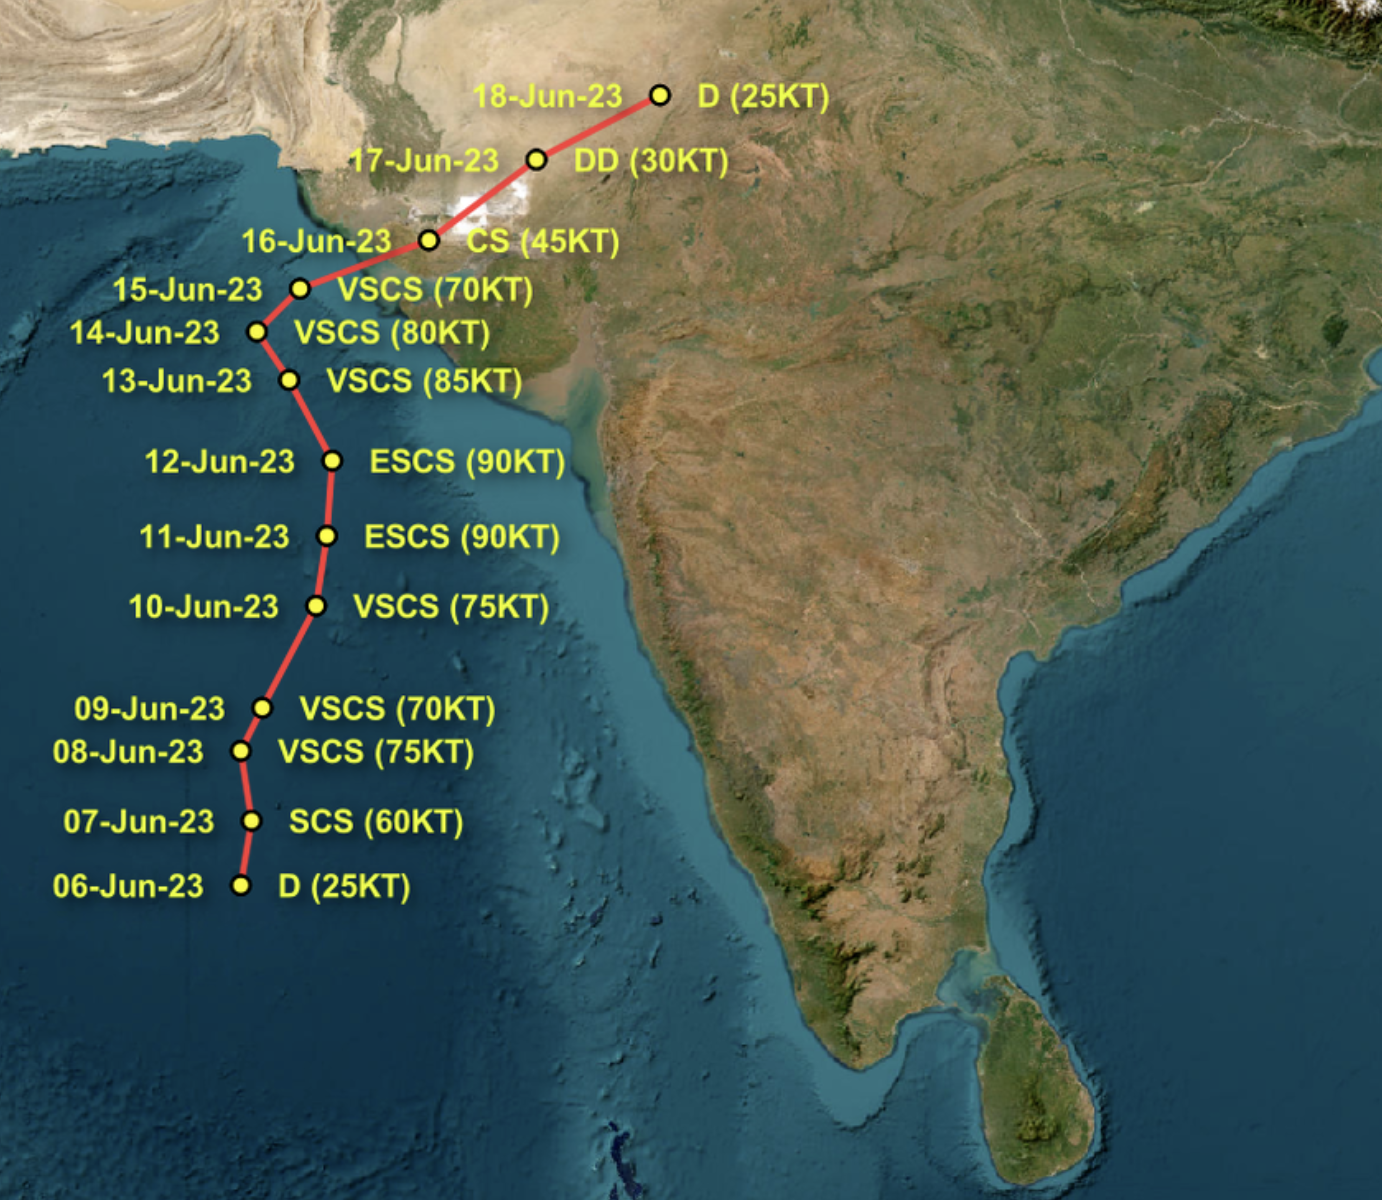 18-Jun-23 D (25KT)
17-Jun-23 DD (30KT)
16-Jun-23 CS (45KT)
15-Jun-23 VSCS (70KT)
14-Jun-23 VSCS (80KT)
13-Jun-23 VSCS (85KT)
12-Jun-23 ESCS (90KT)
11-Jun-23 ESCS (90KT)
10-Jun-23 VSCS (75KT)
09-Jun-23 VSCS (70KT)
08-Jun-23 VSCS (75KT)
07-Jun-23 SCS (60KT)
06-Jun-23 D (25KT)